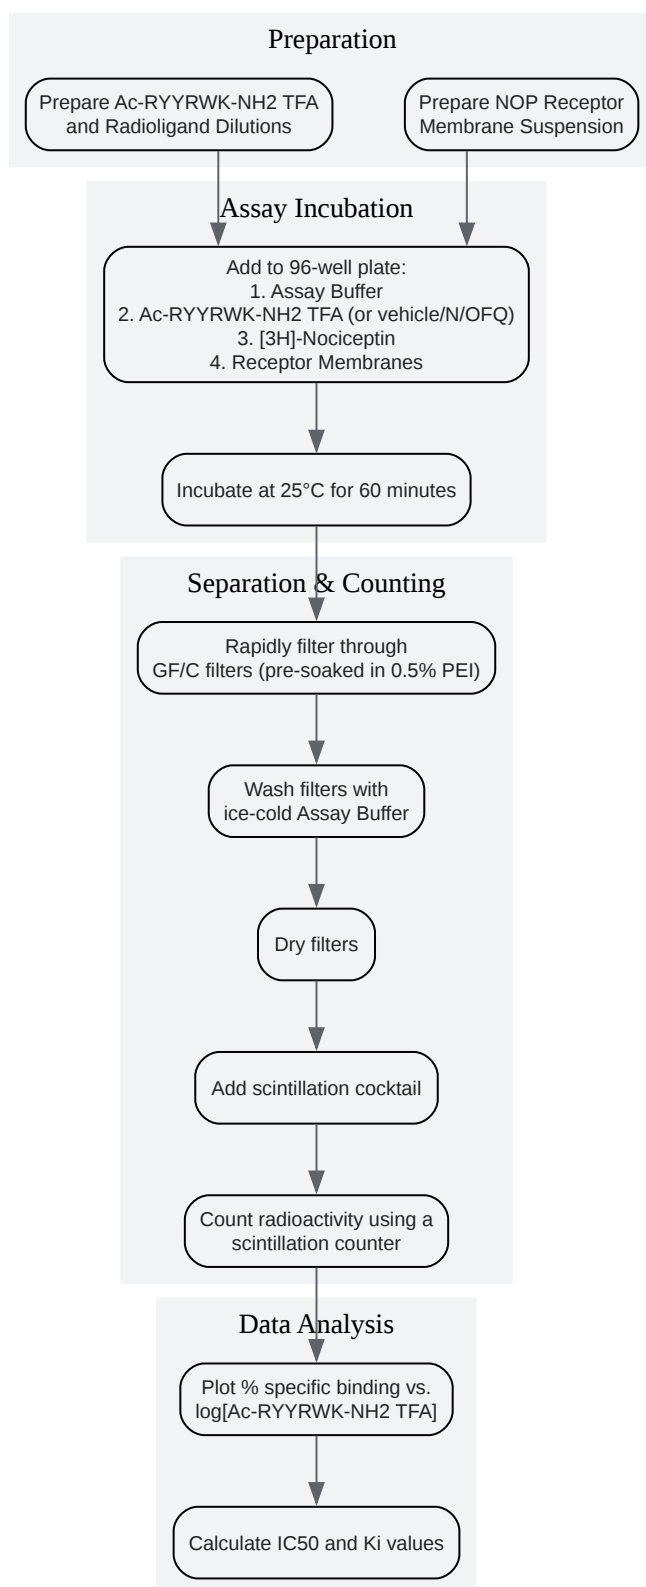 Preparation
Prepare Ac-RYYRWK-NH2 TFA
and Radioligand Dilutions
Prepare NOP Receptor
Membrane Suspension
Assay Incubation
Add to 96-well plate:
1. Assay Buffer
2. Ac-RYYRWK-NH2 TFA (or vehicle/N/OFQ)
3. [3H]-Nociceptin
4. Receptor Membranes
Incubate at 25°C for 60 minutes
Separation & Counting
Rapidly filter through
GF/C filters (pre-soaked in 0.5% PEI)
Wash filters with
ice-cold Assay Buffer
Dry filters
Add scintillation cocktail
Count radioactivity using a
scintillation counter
Data Analysis
Plot % specific binding vs.
log[Ac-RYYRWK-NH2 TFA]
Calculate IC50 and Ki values